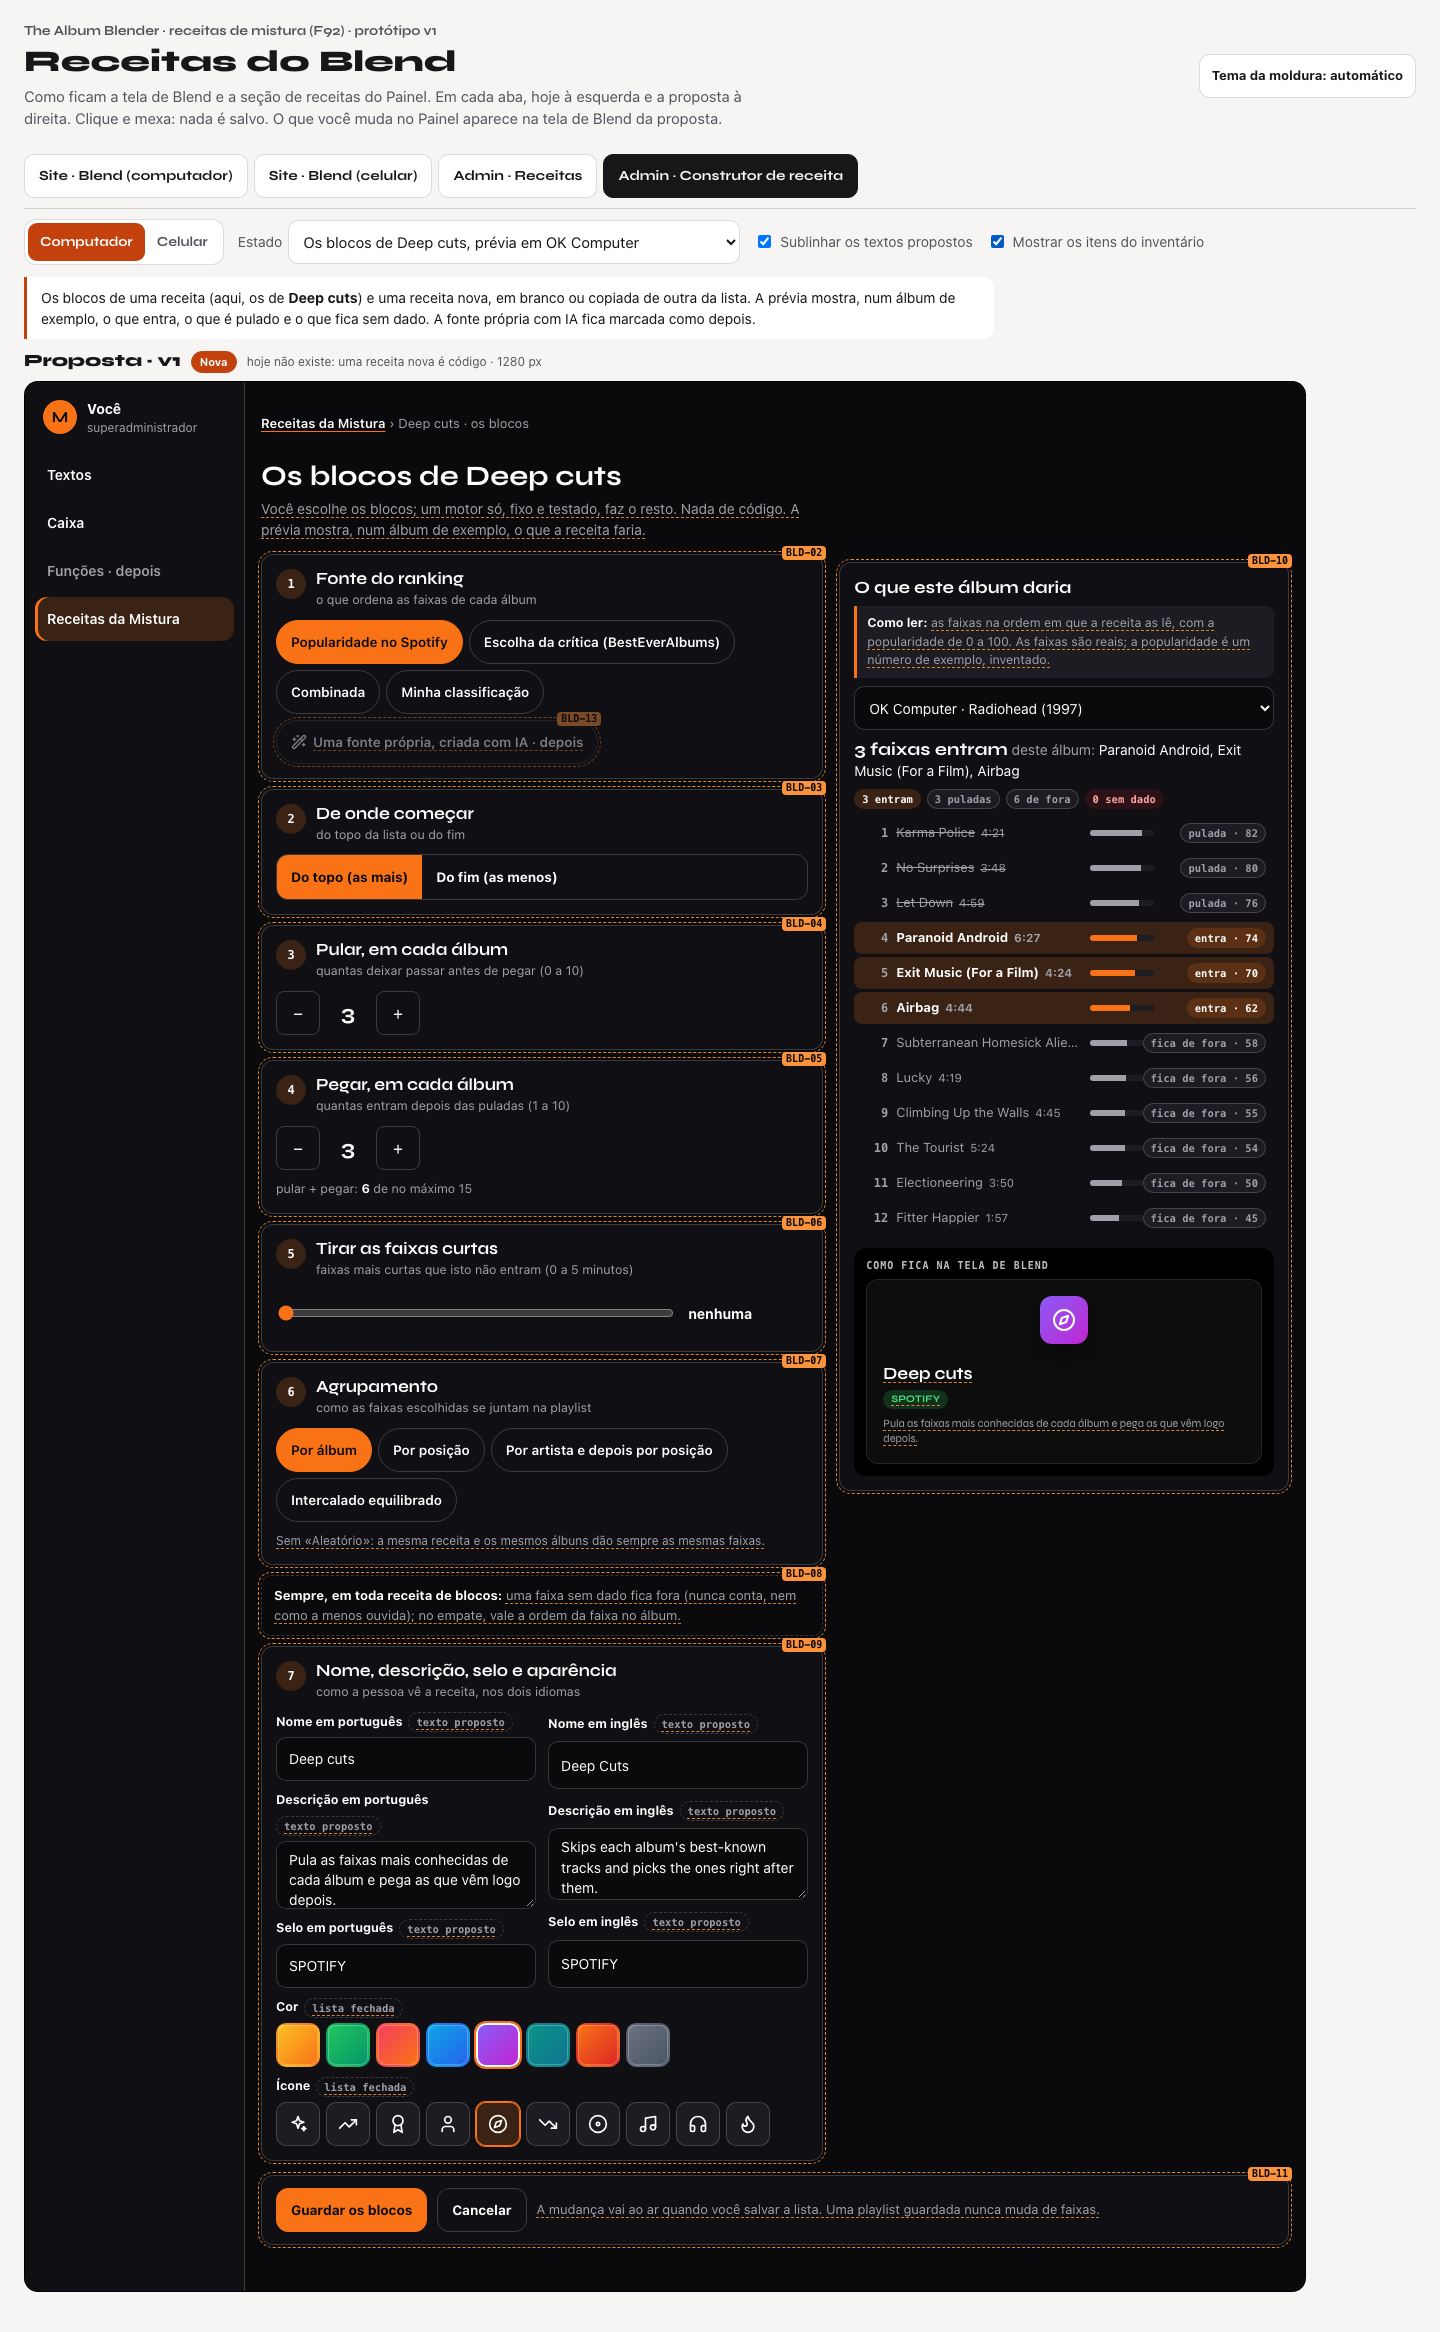 The Album Blender · receitas de mistura (F92) · protótipo v1
Receitas do Blend
Como ficam a tela de Blend e a seção de receitas do Painel. Em cada aba, hoje à esquerda e a proposta à
direita. Clique e mexa: nada é salvo. O que você muda no Painel aparece na tela de Blend da proposta.
Tema da moldura: automático
Site · Blend (computador)
Site · Blend (celular)
Admin · Receitas
Admin · Construtor de receita
Computador
Celular
Estado
Os blocos de Deep cuts, prévia em OK Computer
Sublinhar os textos propostos
Mostrar os itens do inventário
Os blocos de uma receita (aqui, os de Deep cuts) e uma receita nova, em branco ou copiada de outra da lista. A prévia mostra, num álbum de
exemplo, o que entra, o que é pulado e o que fica sem dado. A fonte própria com IA fica marcada como depois.
Proposta · v1
Nova
hoje não existe: uma receita nova é código · 1280 px
M
Você
superadministrador
Textos
Caixa
Funções · depois
Receitas da Mistura
Receitas da Mistura › Deep cuts · os blocos
Os blocos de Deep cuts
Você escolhe os blocos; um motor só, fixo e testado, faz o resto. Nada de código. A
prévia mostra, num álbum de exemplo, o que a receita faria.
BLD-02
1
Fonte do ranking
o que ordena as faixas de cada álbum
Popularidade no Spotify
Escolha da crítica (BestEverAlbums)
Combinada
Minha classificação
BLD-13
Uma fonte própria, criada com IA · depois
BLD-03
2
De onde começar
do topo da lista ou do fim
Do topo (as mais)
Do fim (as menos)
BLD-04
3
Pular, em cada álbum
quantas deixar passar antes de pegar (0 a 10)
−
3
+
BLD-05
4
Pegar, em cada álbum
quantas entram depois das puladas (1 a 10)
−
3
+
pular + pegar: 6 de no máximo 15
BLD-06
5
Tirar as faixas curtas
faixas mais curtas que isto não entram (0 a 5 minutos)
nenhuma
BLD-07
6
Agrupamento
como as faixas escolhidas se juntam na playlist
Por álbum
Por posição
Por artista e depois por posição
Intercalado equilibrado
Sem «Aleatório»: a mesma receita e os mesmos álbuns dão sempre as mesmas faixas.
BLD-08
Sempre, em toda receita de blocos: uma faixa sem dado fica fora (nunca conta, nem
como a menos ouvida); no empate, vale a ordem da faixa no álbum.
BLD-09
7
Nome, descrição, selo e aparência
como a pessoa vê a receita, nos dois idiomas
Nome em português texto proposto
Deep cuts
Nome em inglês texto proposto
Deep Cuts
Descrição em português
texto proposto
Pula as faixas mais conhecidas de
cada álbum e pega as que vêm logo
depois.
Descrição em inglês texto proposto
Skips each album's best-known
tracks and picks the ones right after
them.
Selo em português texto proposto
SPOTIFY
Selo em inglês texto proposto
SPOTIFY
Cor lista fechada
Ícone lista fechada
BLD-10
O que este álbum daria
Como ler: as faixas na ordem em que a receita as lê, com a
popularidade de 0 a 100. As faixas são reais; a popularidade é um
número de exemplo, inventado.
OK Computer · Radiohead (1997)
3 faixas entram deste álbum: Paranoid Android, Exit
Music (For a Film), Airbag
3 entram
3 puladas
6 de fora
0 sem dado
1 Karma Police 4:21 pulada · 82
2 No Surprises 3:48 pulada · 80
3 Let Down 4:59 pulada · 76
4 Paranoid Android 6:27 entra · 74
5 Exit Music (For a Film) 4:24 entra · 70
6 Airbag 4:44 entra · 62
7 Subterranean Homesick Alie... fica de fora · 58
8 Lucky 4:19 fica de fora · 56
9 Climbing Up the Walls 4:45 fica de fora · 55
10 The Tourist 5:24 fica de fora · 54
11 Electioneering 3:50 fica de fora · 50
12 Fitter Happier 1:57 fica de fora · 45
COMO FICA NA TELA DE BLEND
Deep cuts
SPOTIFY
Pula as faixas mais conhecidas de cada álbum e pega as que vêm logo
depois.
BLD-11
Guardar os blocos
Cancelar
A mudança vai ao ar quando você salvar a lista. Uma playlist guardada nunca muda de faixas.